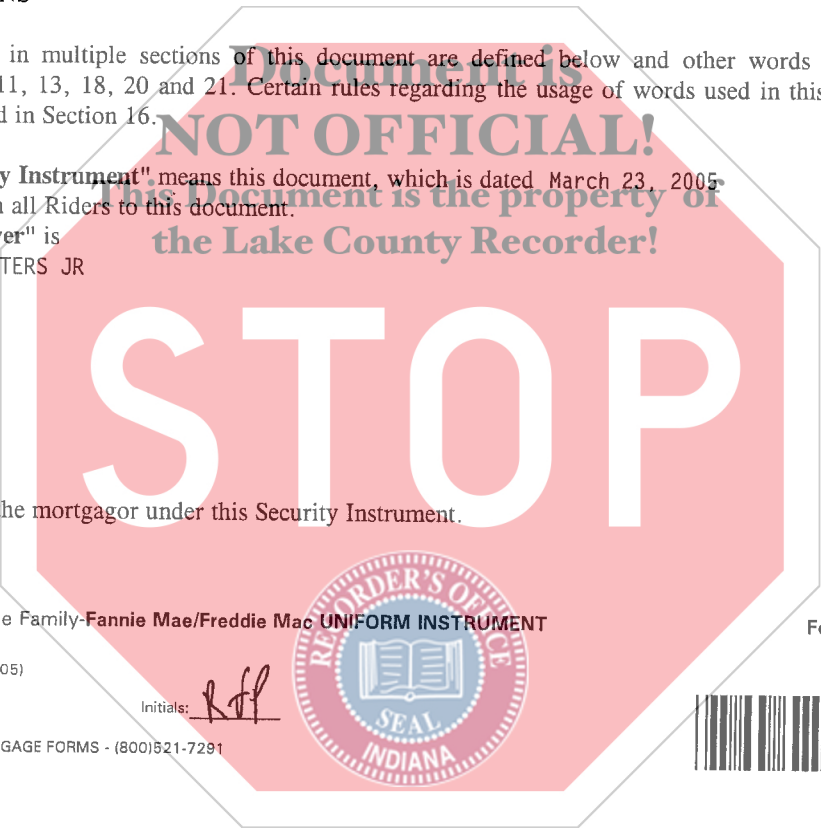 NS
in multiple sections of this document are defined below and other words
11, 13, 18, 20 and 21. Certain rules regarding the usage of words used in this
d in Section 16.
Document is
NOT OFFICIAL!
This Document is the property of
the Lake County Recorder!
y Instrument" means this document, which is dated March 23, 2005
n all Riders to this document.
er" is
TERS JR
STOP
he mortgagor under this Security Instrument.
e Family-Fannie Mae/Freddie Mac UNIFORM INSTRUMENT
Fo
05)
Initials:
GAGE FORMS - (800)521-7291
RECORDER'S OFFICE
SEAL
INDIANA